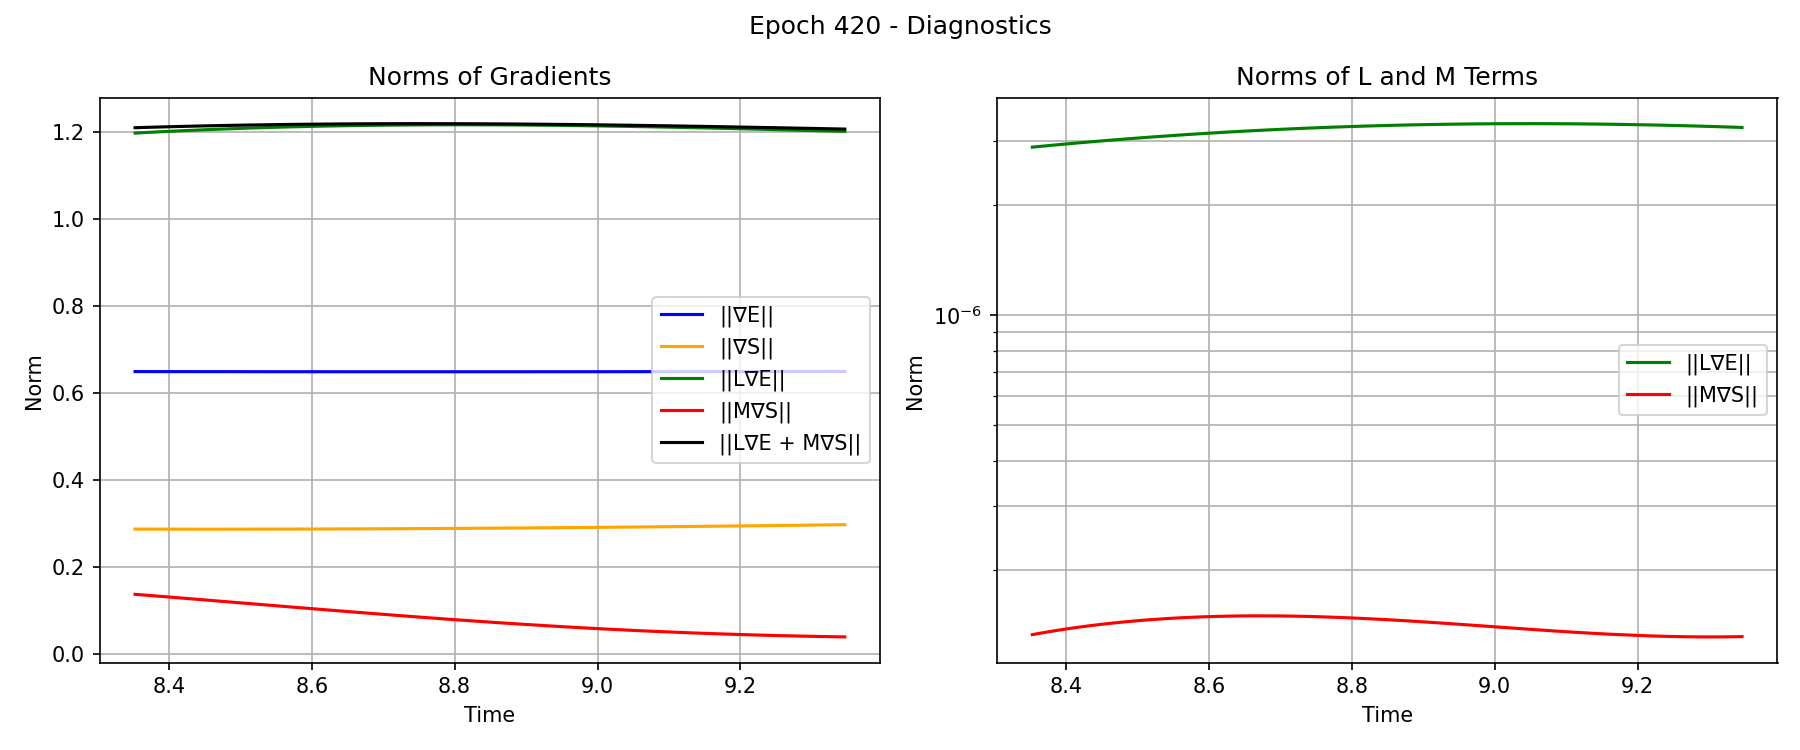 Epoch 420 - Diagnostics
Norms of Gradients
Norm
1.2
1.0
0.8
0.6
0.4
0.2
0.0
8.4 8.6 8.8 9.0 9.2
Time
||∇E||
||∇S||
||L∇E||
||M∇S||
||L∇E + M∇S||
Norms of L and M Terms
Norm
10⁻⁶
8.4 8.6 8.8 9.0 9.2
Time
||L∇E||
||M∇S||